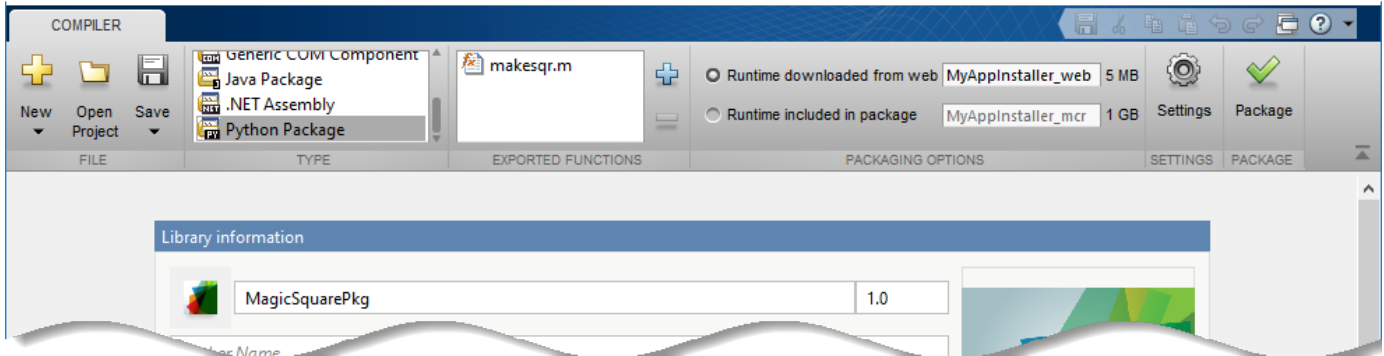 COMPILER
New
Open Project
Save
FILE
Generic COM Component
Java Package
.NET Assembly
Python Package
TYPE
makesqr.m
EXPORTED FUNCTIONS
Runtime downloaded from web MyAppInstaller_web 5 MB
Runtime included in package MyAppInstaller_mcr 1 GB
PACKAGING OPTIONS
Settings
SETTINGS
Package
PACKAGE
Library information
MagicSquarePkg 1.0
Name